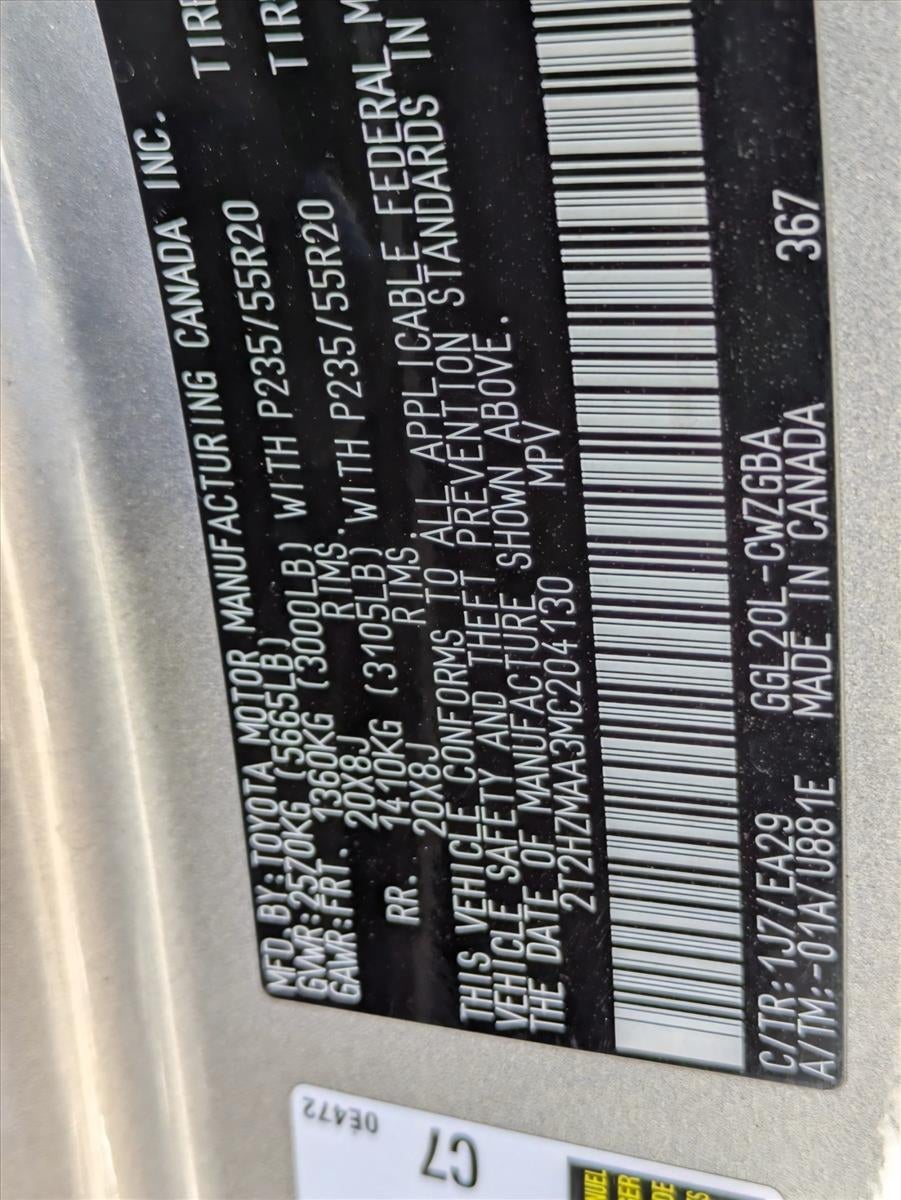 MFD. BY: TOYOTA MOTOR MANUFACTURING CANADA INC.
GVWR: 2570KG (5665LB)
GAWR: FRT. 1360KG (3000LB) WITH P235/55R20
20X8J RIMS.
RR. 1410KG (3105LB) WITH P235/55R20
20X8J RIMS.
THIS VEHICLE CONFORMS TO ALL APPLICABLE FEDERAL
VEHICLE SAFETY AND THEFT PREVENTION STANDARDS IN
THE DATE OF MANUFACTURE SHOWN ABOVE.
2T2HZMAA3MC204130 MPV
C/TR: 1J7/EA29 GGL20L-CWZGBA 367
A/TM: -01A/U881E MADE IN CANADA
0E472
C7